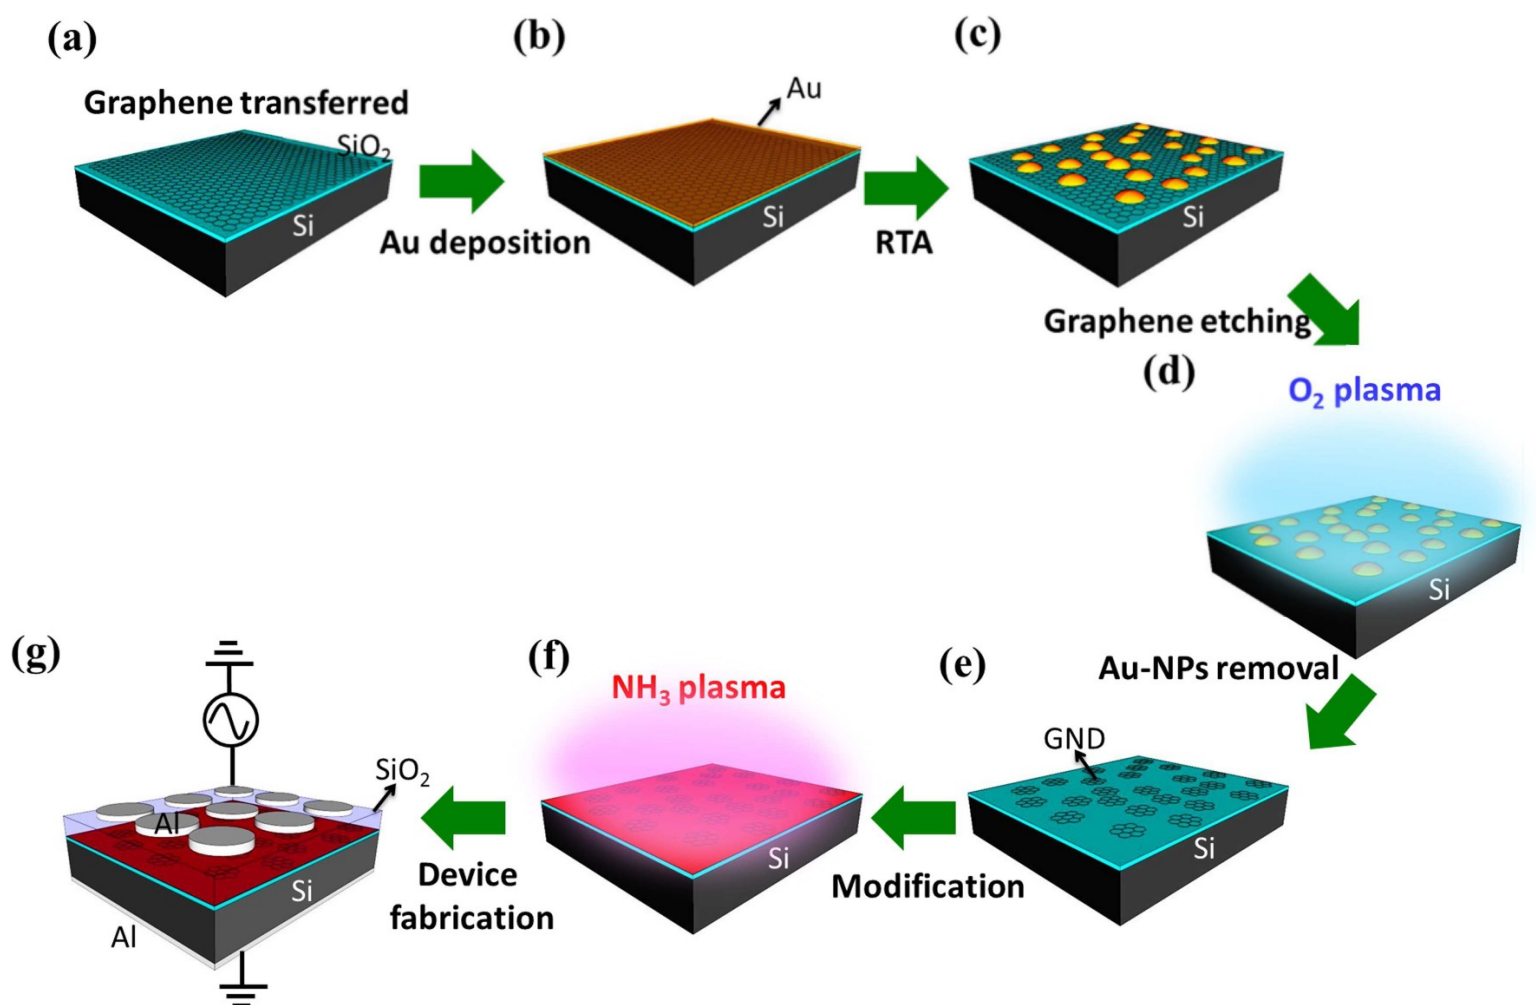 (a)
Graphene transferred
SiO₂
Si
Au deposition
(b)
Au
Si
RTA
(c)
Si
Graphene etching
(d)
O₂ plasma
Si
Au-NPs removal
(e)
GND
Si
Modification
(f)
NH₃ plasma
Si
Device
fabrication
(g)
SiO₂
Al
Si
Al